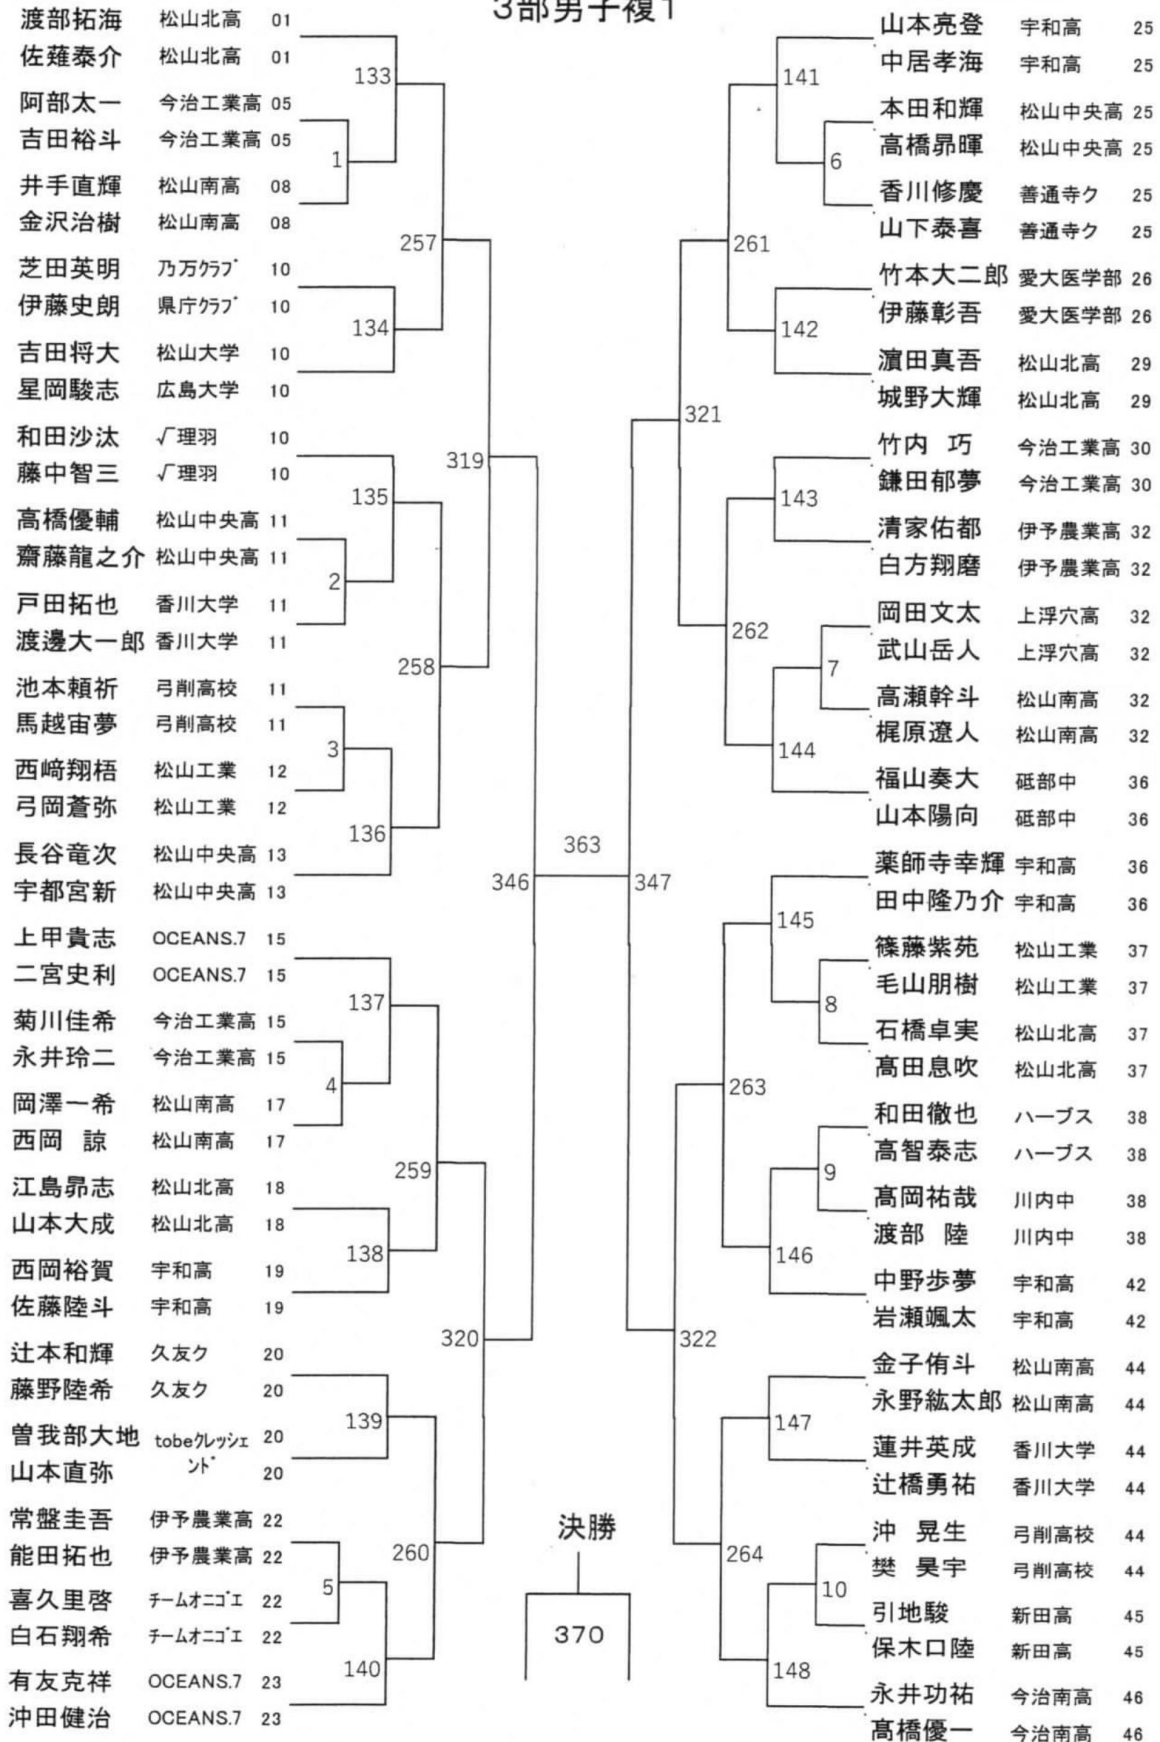 3部男子複1
渡部拓海 松山北高 01
佐薙泰介 松山北高 01
133
阿部太一 今治工業高 05
吉田裕斗 今治工業高 05
1
井手直輝 松山南高 08
金沢治樹 松山南高 08
257
芝田英明 乃万クラブ 10
伊藤史朗 県庁クラブ 10
134
吉田将大 松山大学 10
星岡駿志 広島大学 10
和田沙汰 √理羽 10
319
藤中智三 √理羽 10
135
高橋優輔 松山中央高 11
齋藤龍之介 松山中央高 11
2
戸田拓也 香川大学 11
渡邊大一郎 香川大学 11
258
池本頼祈 弓削高校 11
馬越宙夢 弓削高校 11
3
西﨑翔梧 松山工業 12
弓岡蒼弥 松山工業 12
136
長谷竜次 松山中央高 13
宇都宮新 松山中央高 13
346
363
347
上甲貴志 OCEANS.7 15
二宮史利 OCEANS.7 15
137
菊川佳希 今治工業高 15
永井玲二 今治工業高 15
4
岡澤一希 松山南高 17
西岡 諒 松山南高 17
259
江島昴志 松山北高 18
山本大成 松山北高 18
138
西岡裕賀 宇和高 19
佐藤陸斗 宇和高 19
320
辻本和輝 久友ク 20
藤野陸希 久友ク 20
139
曽我部大地 tobeクレッシェンド 20
山本直弥 20
常盤圭吾 伊予農業高 22
能田拓也 伊予農業高 22
260
5
喜久里啓 チームオニゴエ 22
白石翔希 チームオニゴエ 22
140
有友克祥 OCEANS.7 23
沖田健治 OCEANS.7 23
決勝
370
山本亮登 宇和高 25
中居孝海 宇和高 25
141
本田和輝 松山中央高 25
高橋昴暉 松山中央高 25
6
香川修慶 善通寺ク 25
山下泰喜 善通寺ク 25
261
竹本大二郎 愛大医学部 26
伊藤彰吾 愛大医学部 26
142
濵田真吾 松山北高 29
城野大輝 松山北高 29
321
竹内 巧 今治工業高 30
鎌田郁夢 今治工業高 30
143
清家佑都 伊予農業高 32
白方翔磨 伊予農業高 32
岡田文太 上浮穴高 32
262
武山岳人 上浮穴高 32
7
高瀬幹斗 松山南高 32
梶原遼人 松山南高 32
144
福山奏大 砥部中 36
山本陽向 砥部中 36
薬師寺幸輝 宇和高 36
田中隆乃介 宇和高 36
145
篠藤紫苑 松山工業 37
毛山朋樹 松山工業 37
8
石橋卓実 松山北高 37
髙田息吹 松山北高 37
263
和田徹也 ハーブス 38
高智泰志 ハーブス 38
9
髙岡祐哉 川内中 38
渡部 陸 川内中 38
146
中野歩夢 宇和高 42
岩瀬颯太 宇和高 42
322
金子侑斗 松山南高 44
永野紘太郎 松山南高 44
147
蓮井英成 香川大学 44
辻橋勇祐 香川大学 44
沖 晃生 弓削高校 44
264
樊 昊宇 弓削高校 44
10
引地駿 新田高 45
保木口陸 新田高 45
148
永井功祐 今治南高 46
髙橋優一 今治南高 46